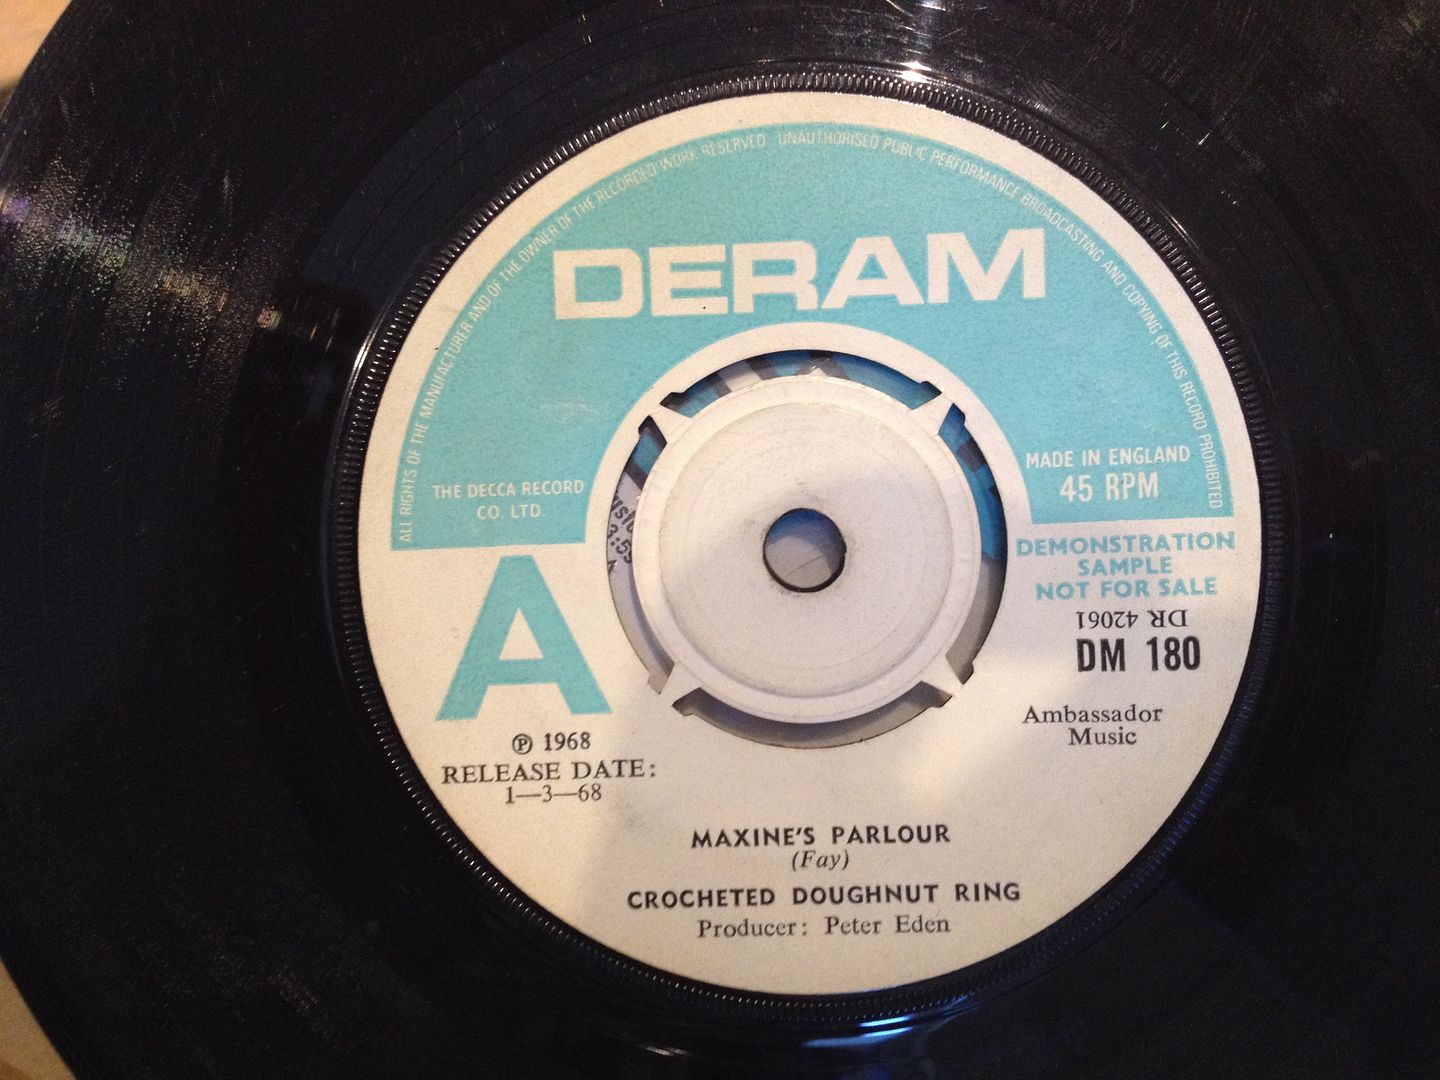 ALL RIGHTS OF THE MANUFACTURER AND OF THE OWNER OF THE RECORDED WORK RESERVED UNAUTHORISED PUBLIC PERFORMANCE BROADCASTING AND COPYING OF THIS RECORD PROHIBITED
DERAM
THE DECCA RECORD
CO. LTD.
MADE IN ENGLAND
45 RPM
A
DEMONSTRATION
SAMPLE
NOT FOR SALE
DR 42061
DM 180
Ambassador
Music
℗ 1968
RELEASE DATE:
1—3—68
MAXINE'S PARLOUR
(Fay)
CROCHETED DOUGHNUT RING
Producer: Peter Eden